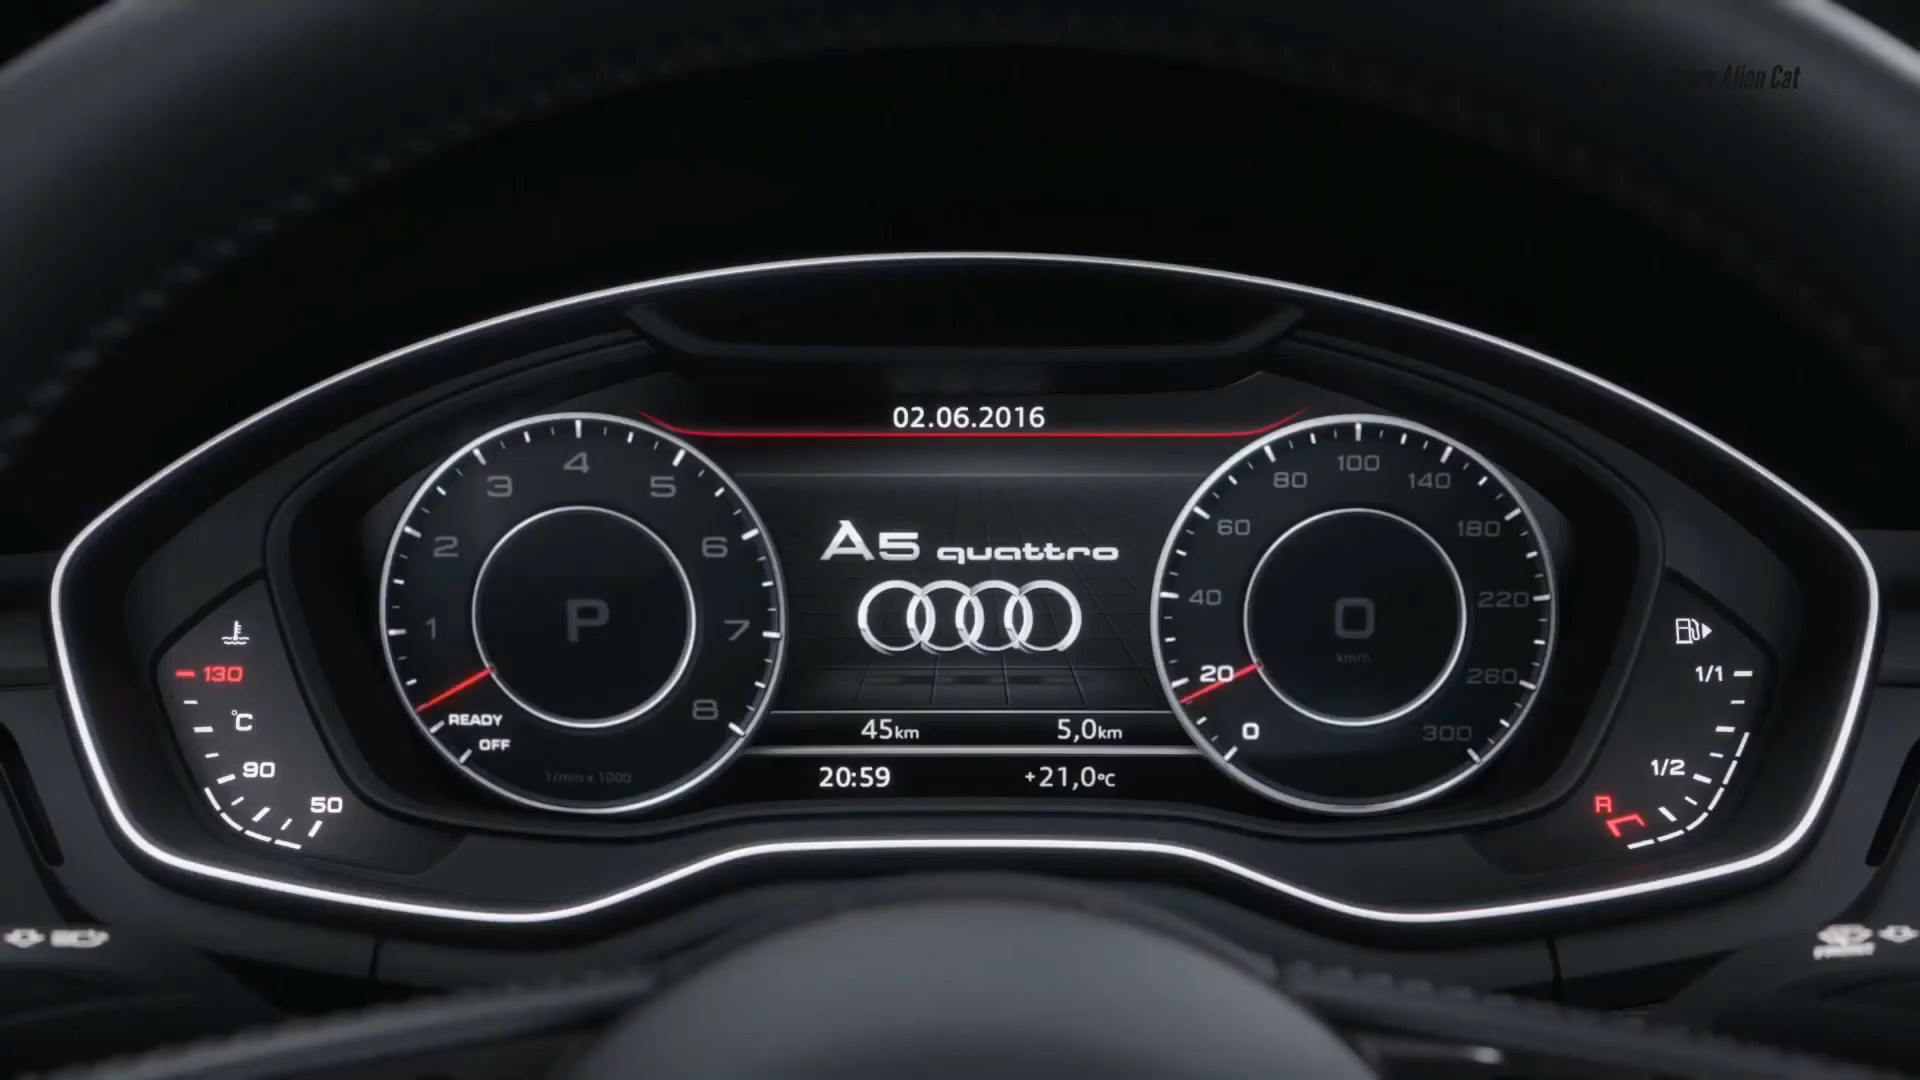 Alien Cat
02.06.2016
A5 quattro
1
2
3
4
5
6
7
8
P
READY
OFF
1/min x 1000
0
20
40
60
80
100
140
180
220
260
300
0
km/h
45km 5,0km
20:59 +21,0°C
130
°C
90
50
1/1
1/2
R